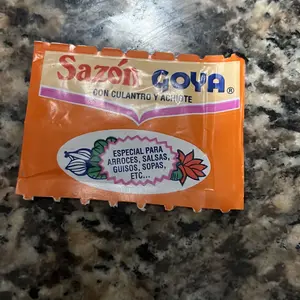 Sazón GOYA®
CON CULANTRO Y ACHIOTE
ESPECIAL PARA
ARROCES, SALSAS,
GUISOS, SOPAS,
ETC...